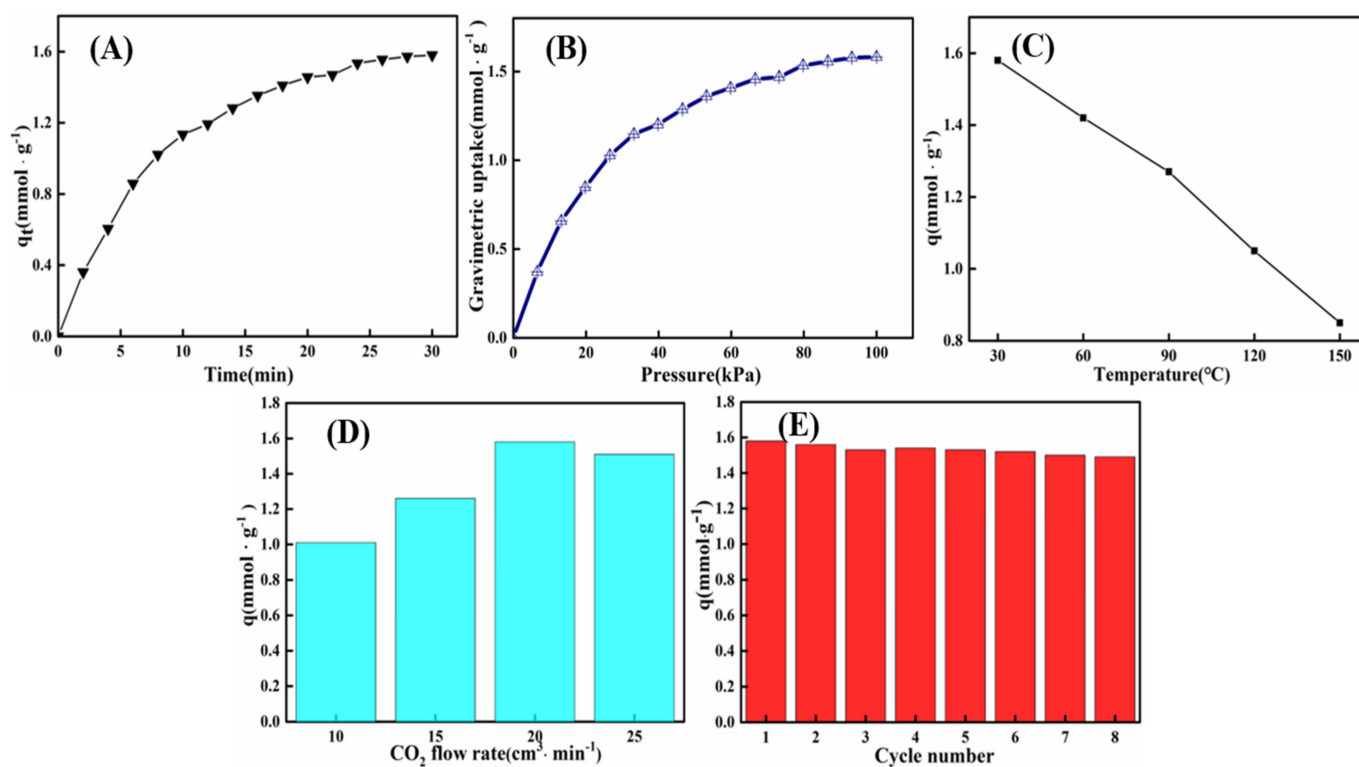 (A)
1.6
1.2
0.8
0.4
0.0
qt(mmol · g-1)
0 5 10 15 20 25 30
Time(min)
(B)
1.5
1.0
0.5
0.0
Gravimetric uptake(mmol · g-1)
0 20 40 60 80 100
Pressure(kPa)
(C)
1.6
1.4
1.2
1.0
0.8
q(mmol · g-1)
30 60 90 120 150
Temperature(°C)
(D)
1.8
1.6
1.4
1.2
1.0
0.8
0.6
0.4
0.2
0.0
q(mmol · g-1)
10 15 20 25
CO2 flow rate(cm3· min-1)
(E)
1.8
1.6
1.4
1.2
1.0
0.8
0.6
0.4
0.2
0.0
q(mmol·g-1)
1 2 3 4 5 6 7 8
Cycle number